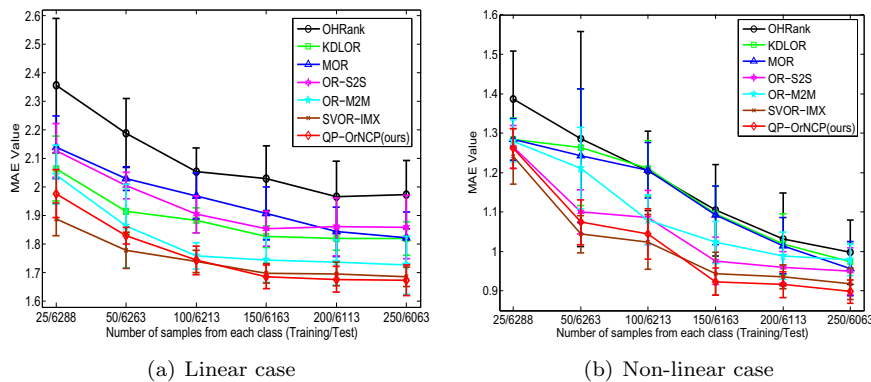 2.6
2.5
2.4
2.3
2.2
2.1
2.0
1.9
1.8
1.7
1.6
MAE Value
OHRank
KDLOR
MOR
OR-S2S
OR-M2M
SVOR-IMX
QP-OrNCP(ours)
25/6288 50/6263 100/6213 150/6163 200/6113 250/6063
Number of samples from each class (Training/Test)
(a) Linear case
1.6
1.5
1.4
1.3
1.2
1.1
1.0
0.9
MAE Value
OHRank
KDLOR
MOR
OR-S2S
OR-M2M
SVOR-IMX
QP-OrNCP(ours)
25/6288 50/6263 100/6213 150/6163 200/6113 250/6063
Number of samples from each class (Training/Test)
(b) Non-linear case